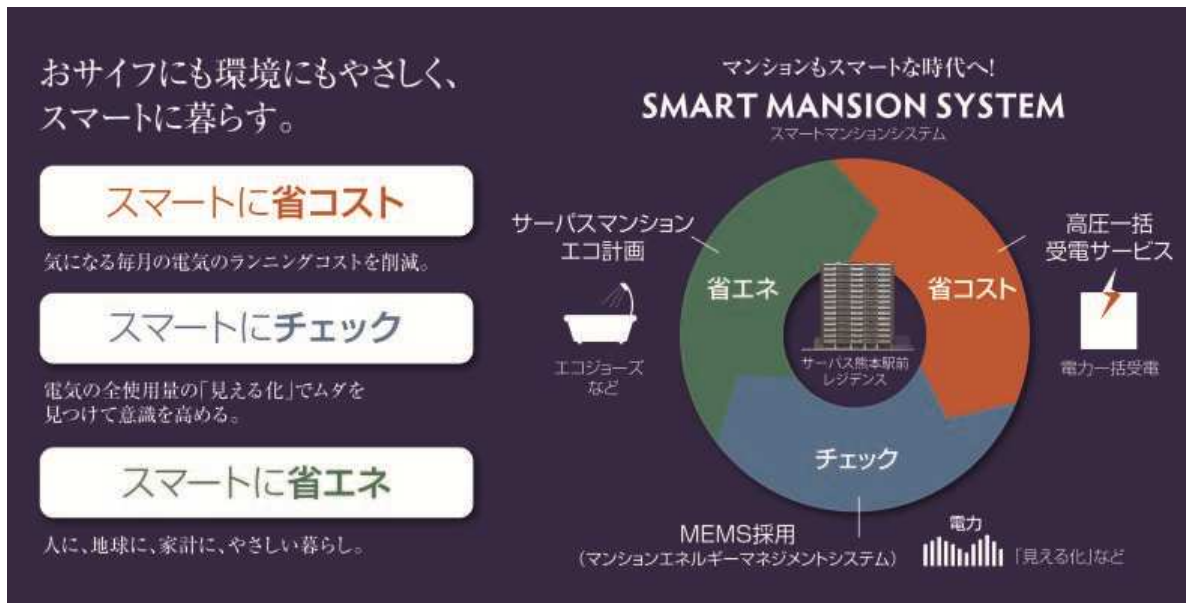 おサイフにも環境にもやさしく、
スマートに暮らす。
スマートに省コスト
気になる毎月の電気のランニングコストを削減。
スマートにチェック
電気の全使用量の「見える化」でムダを
見つけて意識を高める。
スマートに省エネ
人に、地球に、家計に、やさしい暮らし。
マンションもスマートな時代へ!
SMART MANSION SYSTEM
スマートマンションシステム
サーパスマンション
エコ計画
エコジョーズ
など
省エネ
省コスト
チェック
サーパス熊本駅前
レジデンス
高圧一括
受電サービス
電力一括受電
MEMS採用
(マンションエネルギーマネジメントシステム)
電力
「見える化」など